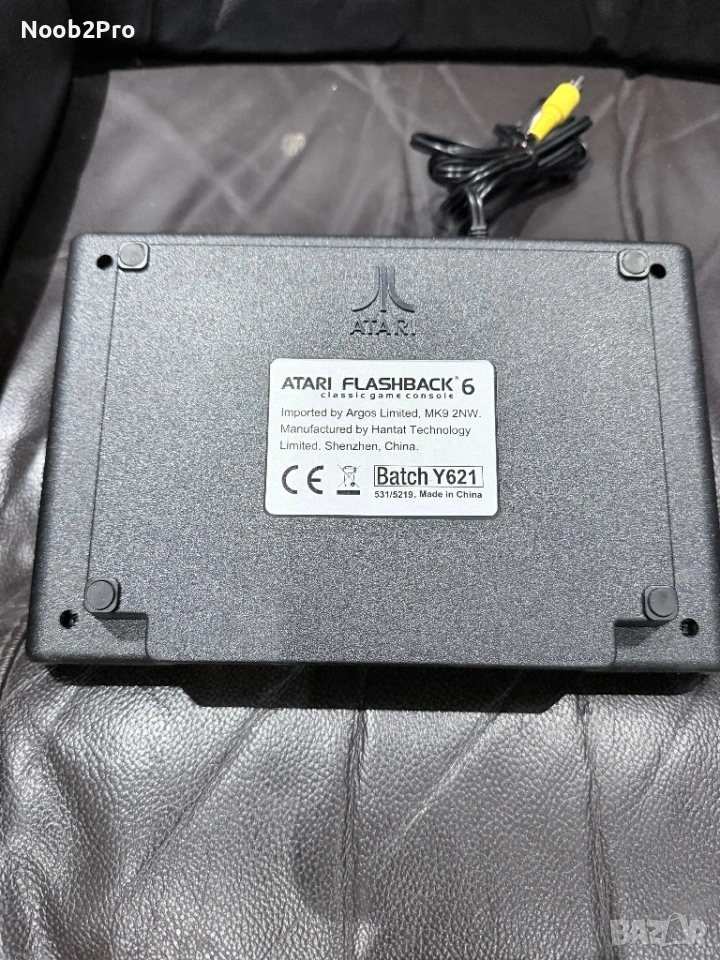 Noob2Pro
ATARI
ATARI FLASHBACK® 6
classic game console
Imported by Argos Limited, MK9 2NW.
Manufactured by Hantat Technology
Limited. Shenzhen, China.
CE Batch Y621
531/5219, Made in China
BAZAR